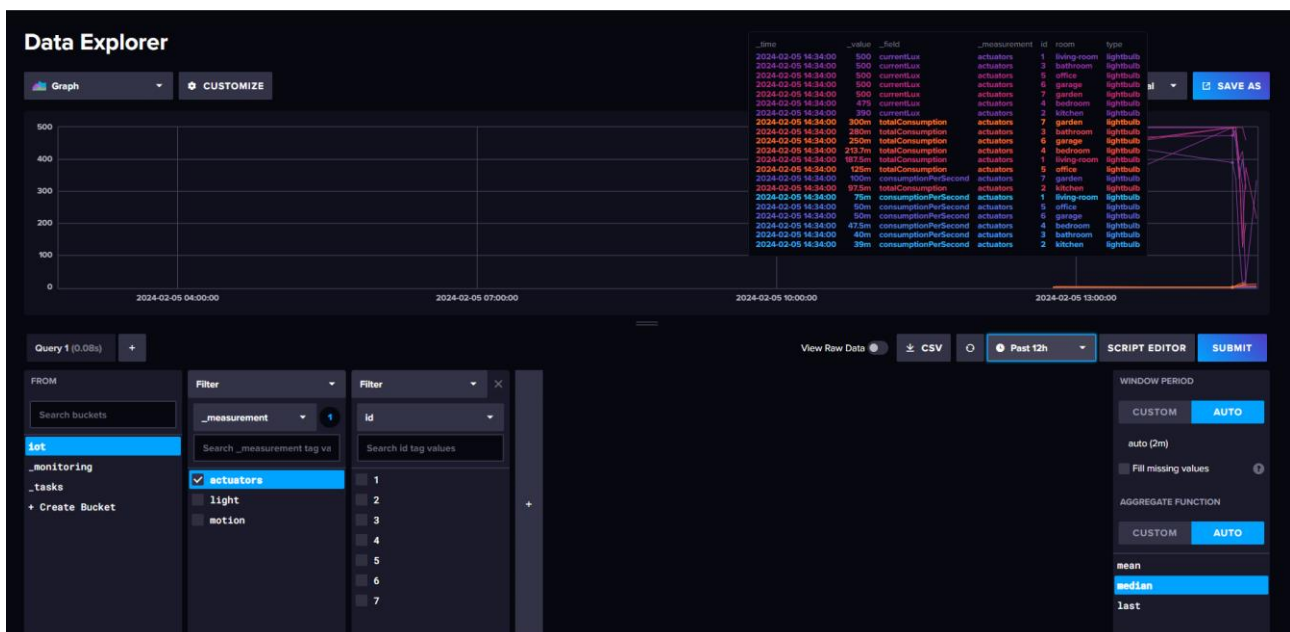 Data Explorer
Graph
CUSTOMIZE
al
SAVE AS
_time _value _field _measurement id room type
2024-02-05 14:34:00 500 currentLux actuators 1 living-room lightbulb
2024-02-05 14:34:00 500 currentLux actuators 3 bathroom lightbulb
2024-02-05 14:34:00 500 currentLux actuators 5 office lightbulb
2024-02-05 14:34:00 500 currentLux actuators 6 garage lightbulb
2024-02-05 14:34:00 500 currentLux actuators 7 garden lightbulb
2024-02-05 14:34:00 475 currentLux actuators 4 bedroom lightbulb
2024-02-05 14:34:00 390 currentLux actuators 2 kitchen lightbulb
2024-02-05 14:34:00 300m totalConsumption actuators 7 garden lightbulb
2024-02-05 14:34:00 280m totalConsumption actuators 3 bathroom lightbulb
2024-02-05 14:34:00 250m totalConsumption actuators 6 garage lightbulb
2024-02-05 14:34:00 213.7m totalConsumption actuators 4 bedroom lightbulb
2024-02-05 14:34:00 187.5m totalConsumption actuators 1 living-room lightbulb
2024-02-05 14:34:00 125m totalConsumption actuators 5 office lightbulb
2024-02-05 14:34:00 100m consumptionPerSecond actuators 7 garden lightbulb
2024-02-05 14:34:00 97.5m totalConsumption actuators 2 kitchen lightbulb
2024-02-05 14:34:00 75m consumptionPerSecond actuators 1 living-room lightbulb
2024-02-05 14:34:00 50m consumptionPerSecond actuators 5 office lightbulb
2024-02-05 14:34:00 50m consumptionPerSecond actuators 6 garage lightbulb
2024-02-05 14:34:00 47.5m consumptionPerSecond actuators 4 bedroom lightbulb
2024-02-05 14:34:00 40m consumptionPerSecond actuators 3 bathroom lightbulb
2024-02-05 14:34:00 39m consumptionPerSecond actuators 2 kitchen lightbulb
500
400
300
200
100
0
2024-02-05 04:00:00 2024-02-05 07:00:00 2024-02-05 10:00:00 2024-02-05 13:00:00
Query 1 (0.08s) +
View Raw Data CSV Past 12h SCRIPT EDITOR SUBMIT
FROM
Search buckets
iot
_monitoring
_tasks
+ Create Bucket
Filter
_measurement 1
Search _measurement tag va
actuators
light
motion
Filter
id
Search id tag values
1
2
3
4
5
6
7
+
WINDOW PERIOD
CUSTOM AUTO
auto (2m)
Fill missing values
AGGREGATE FUNCTION
CUSTOM AUTO
mean
median
last